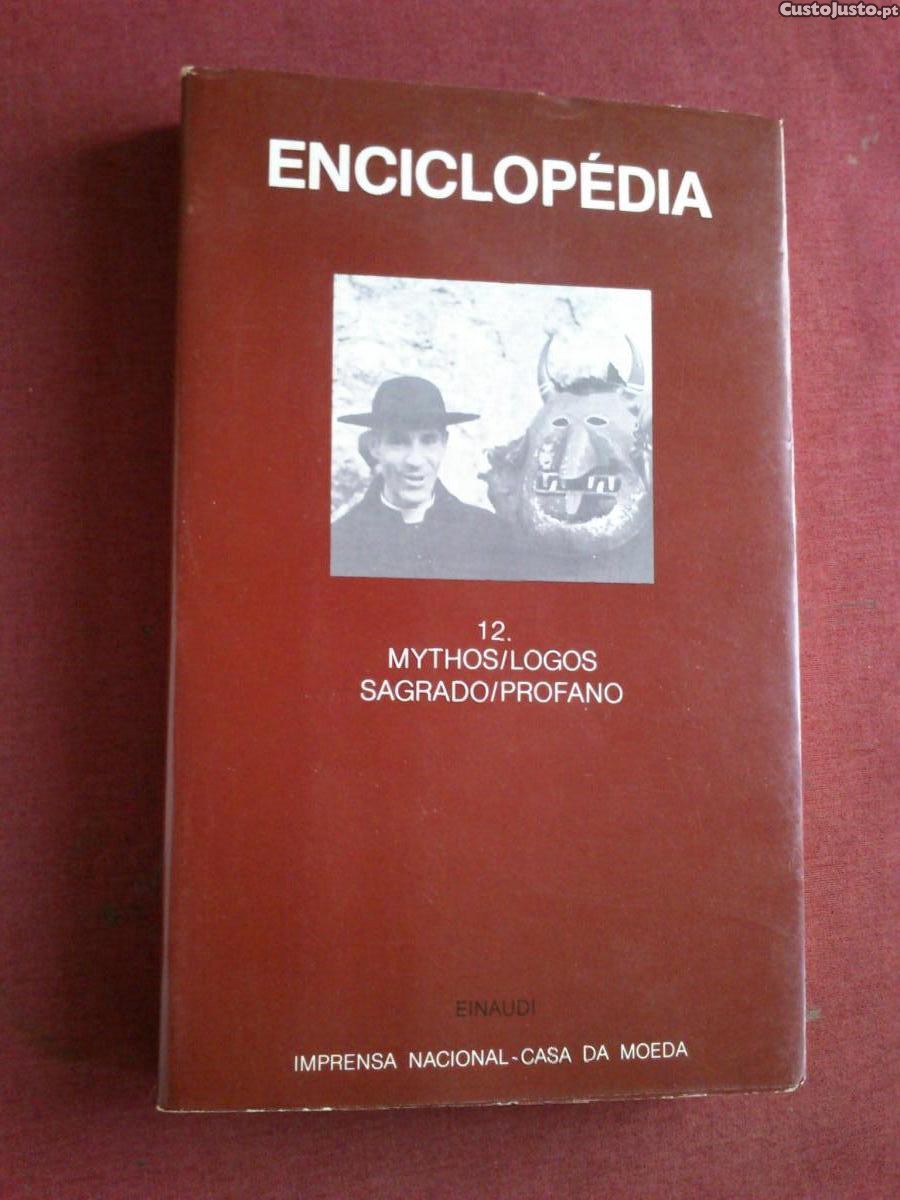 CustoJusto.pt
ENCICLOPÉDIA
12.
MYTHOS/LOGOS
SAGRADO/PROFANO
EINAUDI
IMPRENSA NACIONAL-CASA DA MOEDA